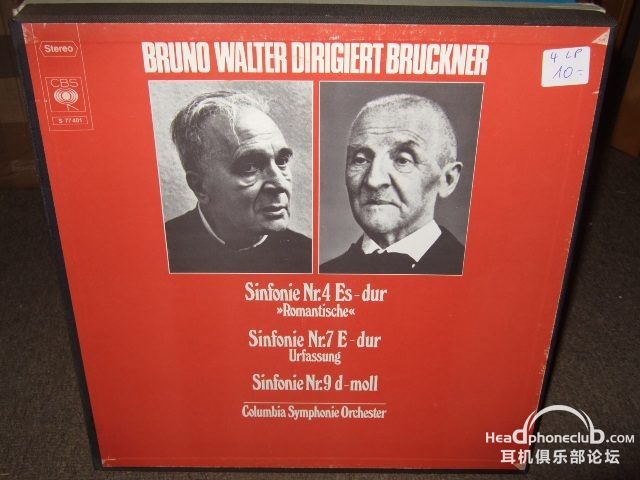 BRUNO WALTER DIRIGIERT BRUCKNER
Stereo
CBS
S 77 401
4 LP
10.-
Sinfonie Nr.4 Es-dur
»Romantische«
Sinfonie Nr.7 E-dur
Urfassung
Sinfonie Nr.9 d-moll
Columbia Symphonie Orchester
Headphoneclub.com
耳机俱乐部论坛